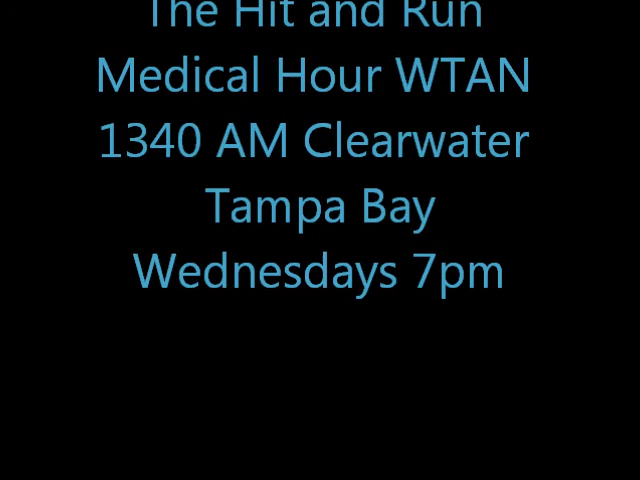 The Hit and Run
Medical Hour WTAN
1340 AM Clearwater
Tampa Bay
Wednesdays 7pm